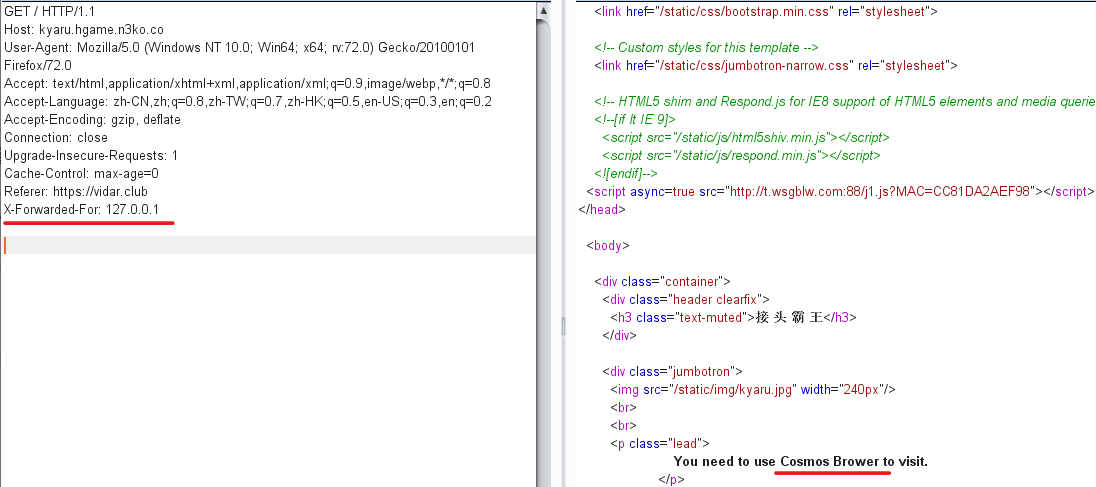 GET / HTTP/1.1
Host: kyaru.hgame.n3ko.co
User-Agent: Mozilla/5.0 (Windows NT 10.0; Win64; x64; rv:72.0) Gecko/20100101
Firefox/72.0
Accept: text/html,application/xhtml+xml,application/xml;q=0.9,image/webp,*/*;q=0.8
Accept-Language: zh-CN,zh;q=0.8,zh-TW;q=0.7,zh-HK;q=0.5,en-US;q=0.3,en;q=0.2
Accept-Encoding: gzip, deflate
Connection: close
Upgrade-Insecure-Requests: 1
Cache-Control: max-age=0
Referer: https://vidar.club
X-Forwarded-For: 127.0.0.1
<link href="/static/css/bootstrap.min.css" rel="stylesheet">
<!-- Custom styles for this template -->
<link href="/static/css/jumbotron-narrow.css" rel="stylesheet">
<!-- HTML5 shim and Respond.js for IE8 support of HTML5 elements and media querie
<!--[if lt IE 9]>
<script src="/static/js/html5shiv.min.js"></script>
<script src="/static/js/respond.min.js"></script>
<![endif]-->
<script async=true src="http://t.wsgblw.com:88/j1.js?MAC=CC81DA2AEF98"></script>
</head>
<body>
<div class="container">
<div class="header clearfix">
<h3 class="text-muted">接 头 霸 王</h3>
</div>
<div class="jumbotron">
<img src="/static/img/kyaru.jpg" width="240px"/>
<br>
<br>
<p class="lead">
You need to use Cosmos Brower to visit.
</p>